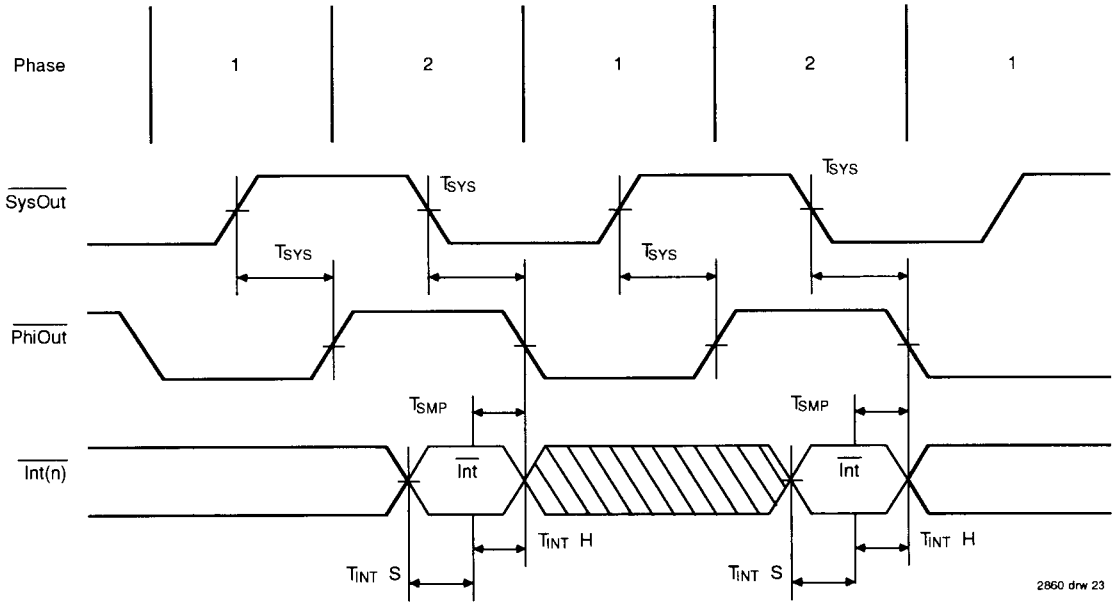 Phase 1 2 1 2 1
TSYS TSYS
SysOut
TSYS TSYS
PhiOut
TSMP TSMP
Int(n) Int Int
TINT H TINT H
TINT S TINT S
2860 drw 23